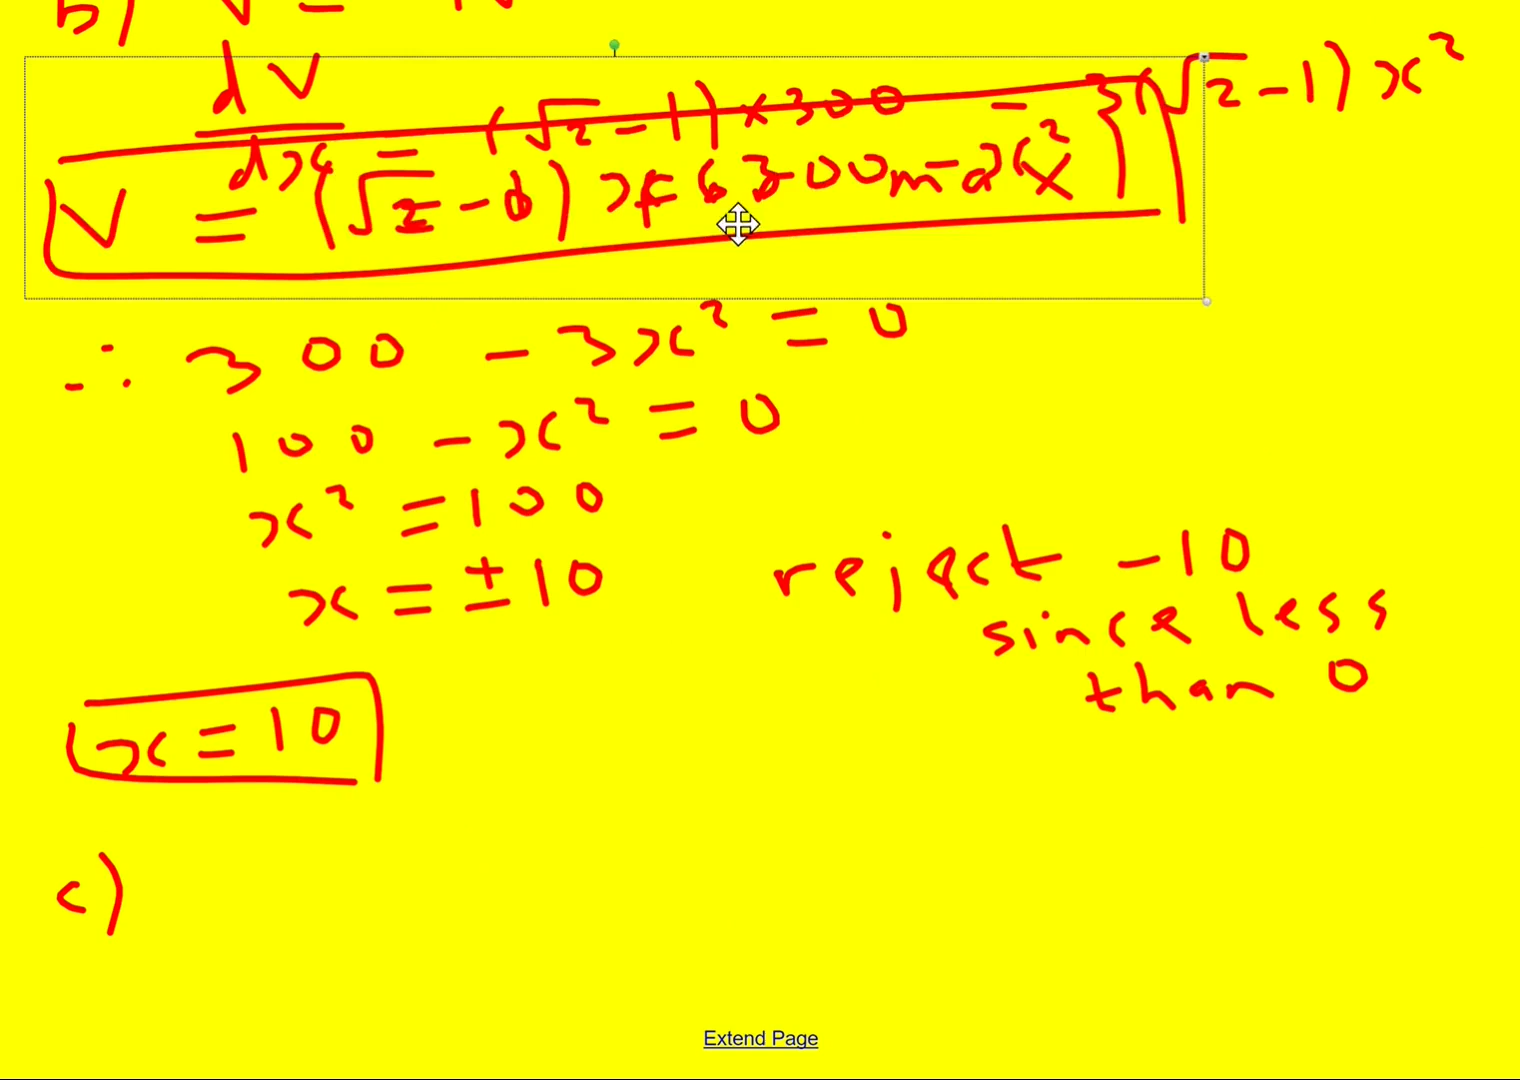 b) V =
dV/dx = (√2 - 1) × 300 - 3(√2 - 1) x²
V = (√2 - 1) x { 300 - x² }
∴ 300 - 3x² = 0
100 - x² = 0
x² = 100
x = ± 10
reject - 10
since less
than 0
x = 10
c)
Extend Page